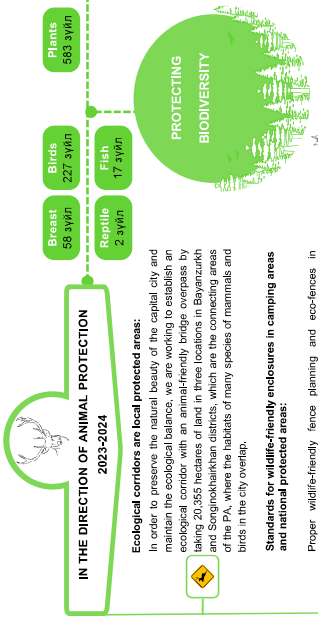 IN THE DIRECTION OF ANIMAL PROTECTION
2023-2024
Breast
58 зүйл
Birds
227 зүйл
Plants
583 зүйл
Reptile
2 зүйл
Fish
17 зүйл
PROTECTING
BIODIVERSITY
Ecological corridors are local protected areas:
In order to preserve the natural beauty of the capital city and
maintain the ecological balance, we are working to establish an
ecological corridor with an animal-friendly bridge overpass by
taking 20,355 hectares of land in three locations in Bayanzurkh
and Songinokhairkhan districts, which are the connecting areas
of the PA, where the habitats of many species of mammals and
birds in the city overlap.
Standards for wildlife-friendly enclosures in camping areas
and national protected areas:
Proper wildlife-friendly fence planning and eco-fences in